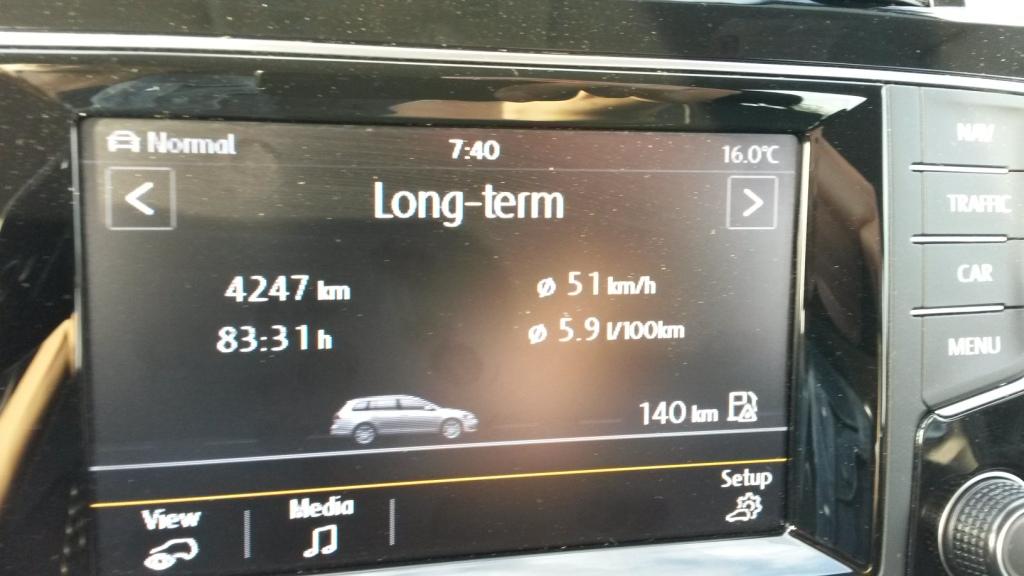 Normal 7:40 16.0°C
< Long-term >
4247 km ø 51 km/h
83:31 h ø 5.9 l/100km
140 km
Setup
View Media
NAV
TRAFFIC
CAR
MENU